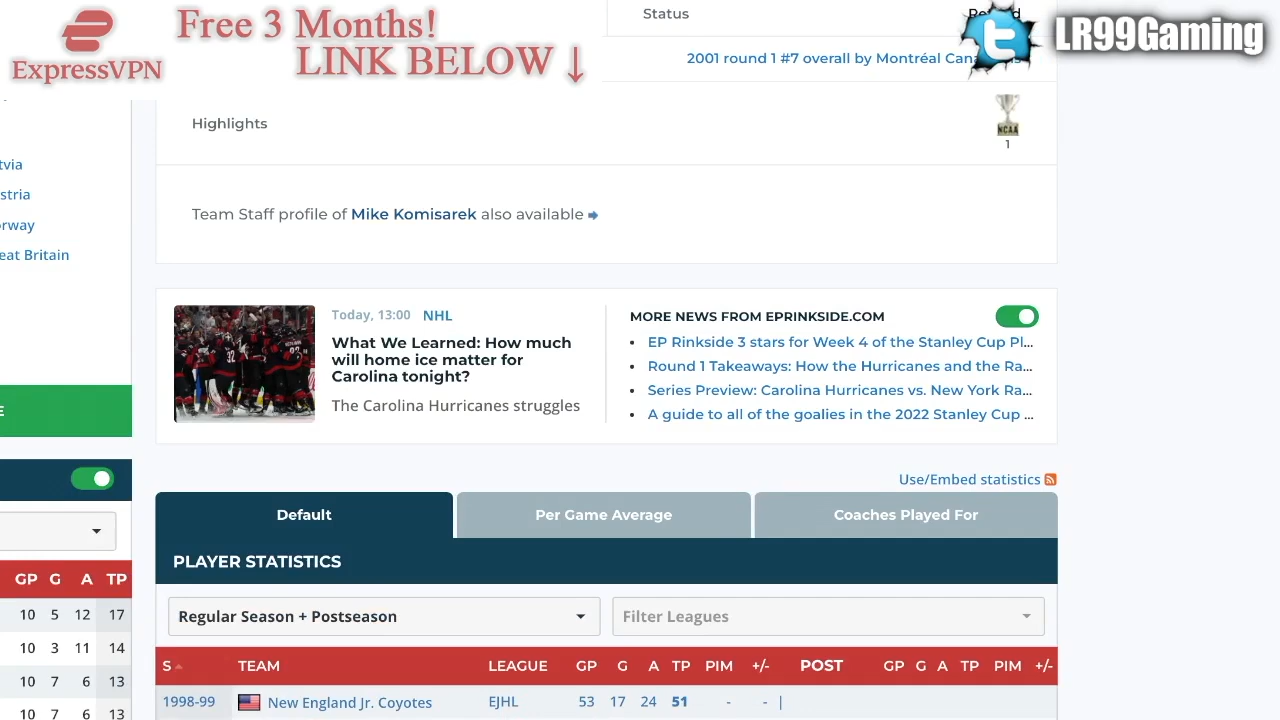 Status
Free 3 Months!
LINK BELOW ↓
ExpressVPN
LR99Gaming
2001 round 1 #7 overall by Montréal
Highlights
NCAA
1
tvia
stria
orway
eat Britain
Team Staff profile of Mike Komisarek also available
Today, 13:00 NHL
What We Learned: How much
will home ice matter for
Carolina tonight?
The Carolina Hurricanes struggles
MORE NEWS FROM EPRINKSIDE.COM
EP Rinkside 3 stars for Week 4 of the Stanley Cup Pl...
Round 1 Takeaways: How the Hurricanes and the Ra...
Series Preview: Carolina Hurricanes vs. New York Ra...
A guide to all of the goalies in the 2022 Stanley Cup ...
E
Use/Embed statistics
Default
Per Game Average
Coaches Played For
PLAYER STATISTICS
Regular Season + Postseason
Filter Leagues
GP G A TP
10 5 12 17
10 3 11 14
10 7 6 13
10 7 6 13
S TEAM LEAGUE GP G A TP PIM +/- POST GP G A TP PIM +/-
1998-99 New England Jr. Coyotes EJHL 53 17 24 51 - - |